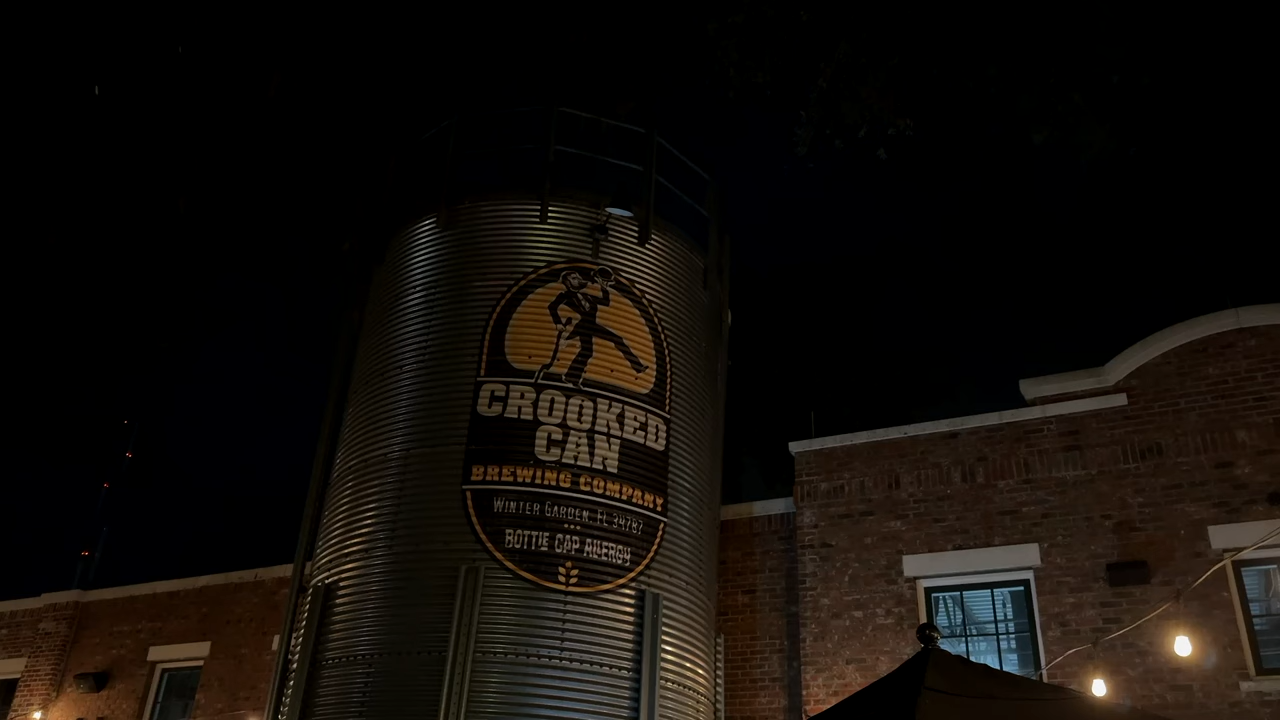 CROOKED
CAN
BREWING COMPANY
WINTER GARDEN, FL 34787
BOTTLE CAP ALLERGY